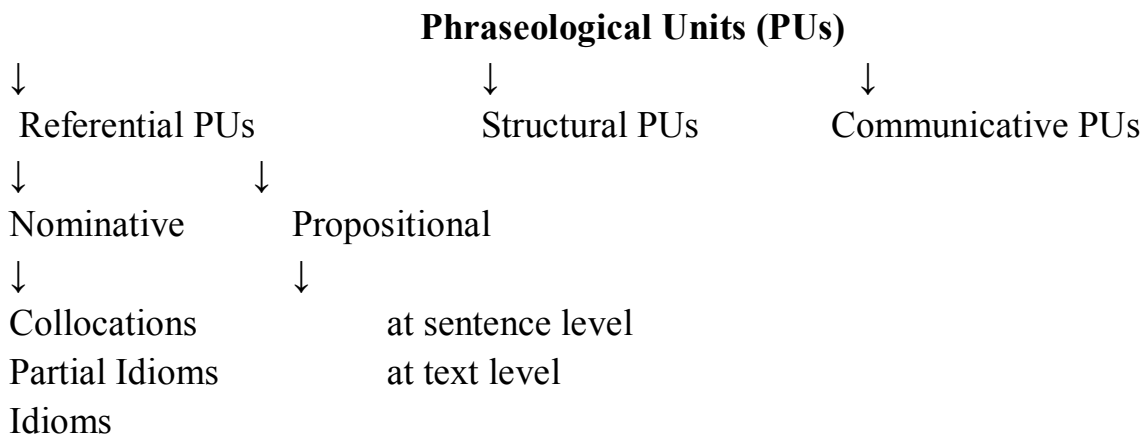 Phraseological Units (PUs)
↓ ↓ ↓
Referential PUs Structural PUs Communicative PUs
↓ ↓
Nominative Propositional
↓ ↓
Collocations at sentence level
Partial Idioms at text level
Idioms